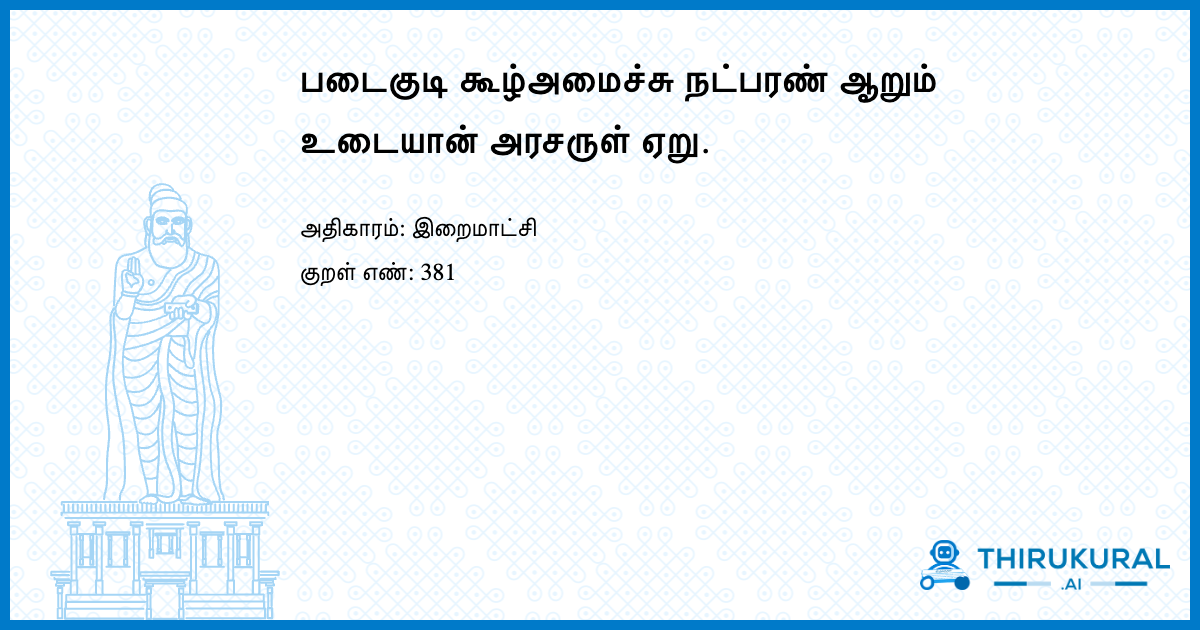 படைகுடி கூழ்அமைச்சு நட்பரண் ஆறும்
உடையான் அரசருள் ஏறு.
அதிகாரம்: இறைமாட்சி
குறள் எண்: 381
THIRUKURAL
.AI